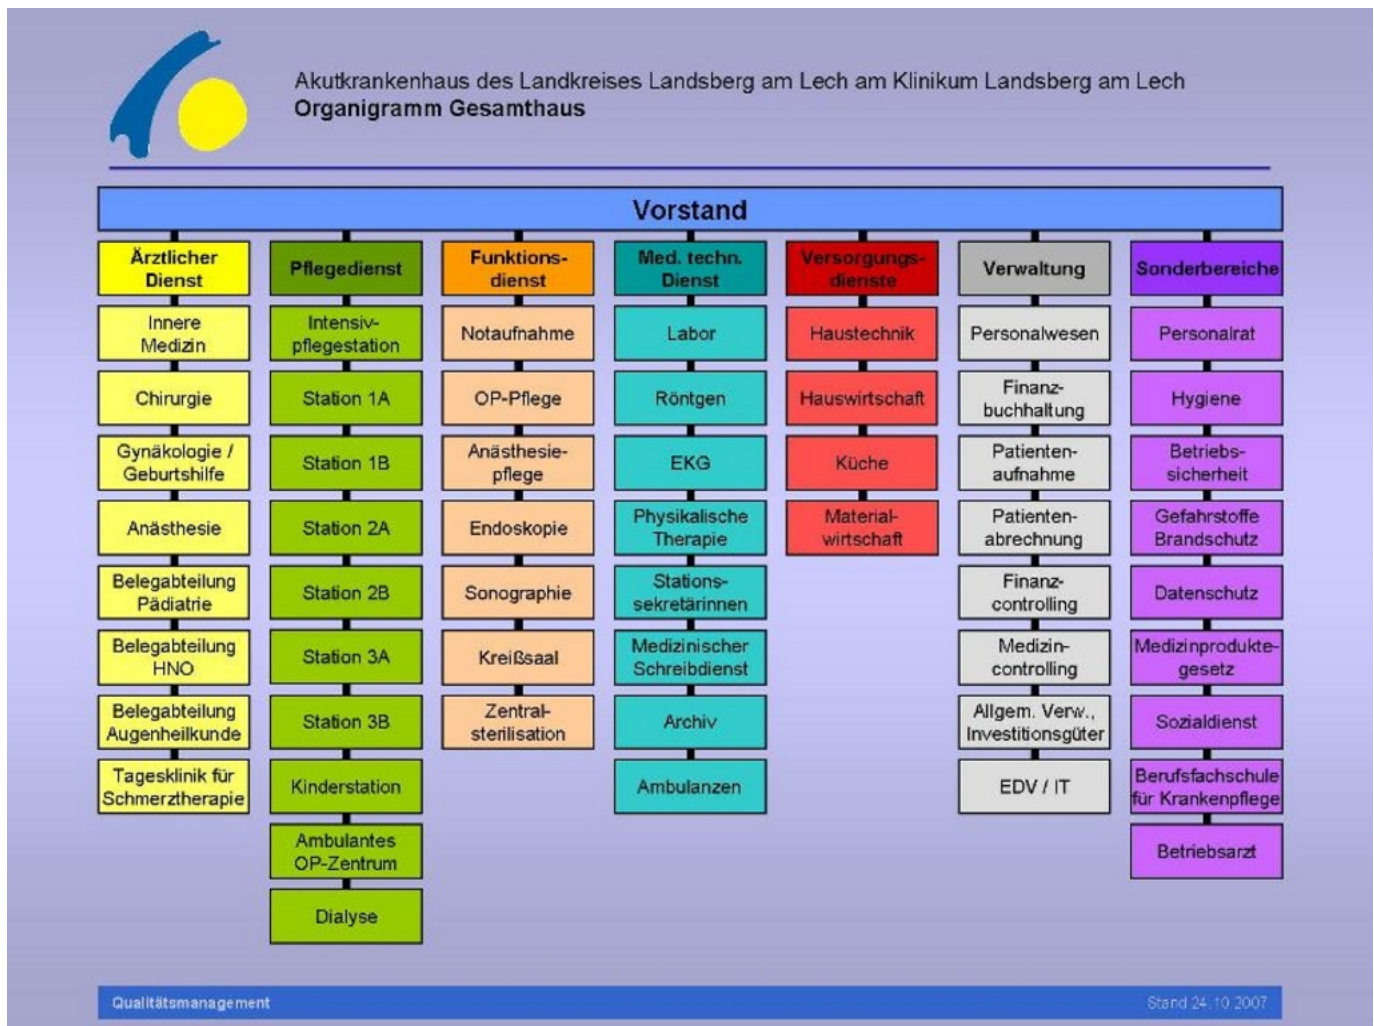 Akutkrankenhaus des Landkreises Landsberg am Lech am Klinikum Landsberg am Lech
Organigramm Gesamthaus
Vorstand
Ärztlicher
Dienst
Innere
Medizin
Chirurgie
Gynäkologie /
Geburtshilfe
Anästhesie
Belegabteilung
Pädiatrie
Belegabteilung
HNO
Belegabteilung
Augenheilkunde
Tagesklinik für
Schmerztherapie
Pflegedienst
Intensiv-
pflegestation
Station 1A
Station 1B
Station 2A
Station 2B
Station 3A
Station 3B
Kinderstation
Ambulantes
OP-Zentrum
Dialyse
Funktions-
dienst
Notaufnahme
OP-Pflege
Anästhesie-
pflege
Endoskopie
Sonographie
Kreißsaal
Zentral-
sterilisation
Med. techn.
Dienst
Labor
Röntgen
EKG
Physikalische
Therapie
Stations-
sekretärinnen
Medizinischer
Schreibdienst
Archiv
Ambulanzen
Versorgungs-
dienste
Haustechnik
Hauswirtschaft
Küche
Material-
wirtschaft
Verwaltung
Personalwesen
Finanz-
buchhaltung
Patienten-
aufnahme
Patienten-
abrechnung
Finanz-
controlling
Medizin-
controlling
Allgem. Verw.,
Investitionsgüter
EDV / IT
Sonderbereiche
Personalrat
Hygiene
Betriebs-
sicherheit
Gefahrstoffe
Brandschutz
Datenschutz
Medizinprodukte-
gesetz
Sozialdienst
Berufsfachschule
für Krankenpflege
Betriebsarzt
Qualitätsmanagement
Stand 24.10.2007